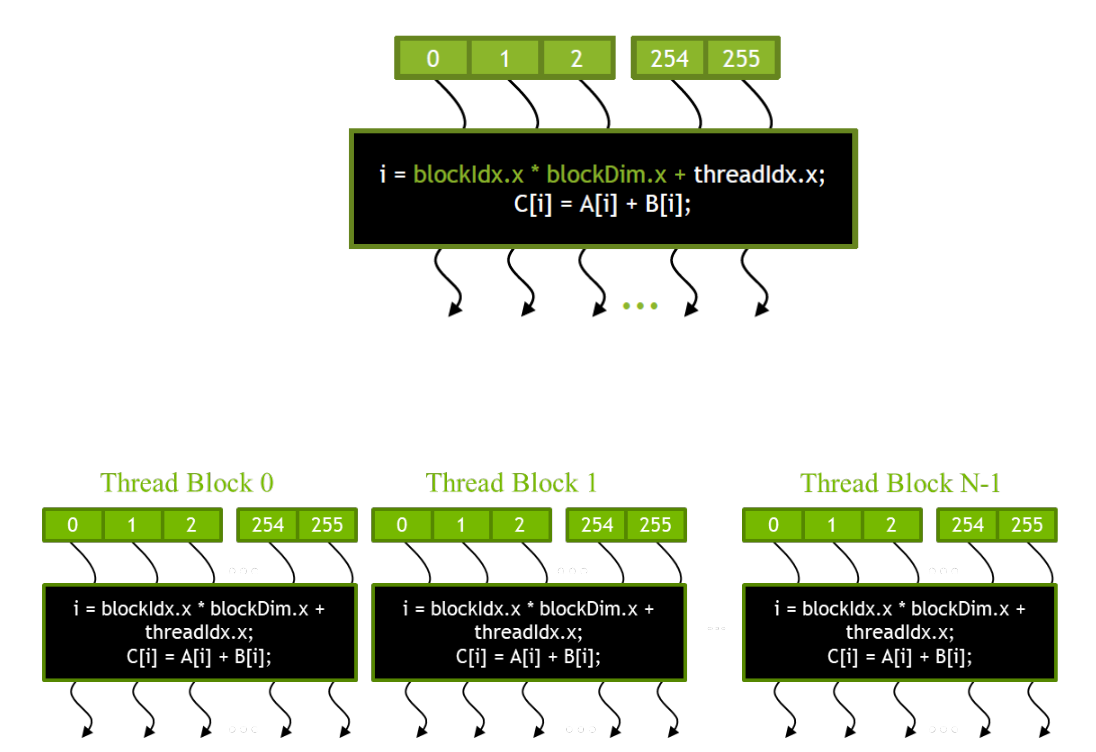 0 1 2 254 255
i = blockIdx.x * blockDim.x + threadIdx.x;
C[i] = A[i] + B[i];
...
Thread Block 0
0 1 2 254 255
...
i = blockIdx.x * blockDim.x +
threadIdx.x;
C[i] = A[i] + B[i];
...
Thread Block 1
0 1 2 254 255
...
i = blockIdx.x * blockDim.x +
threadIdx.x;
C[i] = A[i] + B[i];
...
...
Thread Block N-1
0 1 2 254 255
...
i = blockIdx.x * blockDim.x +
threadIdx.x;
C[i] = A[i] + B[i];
...